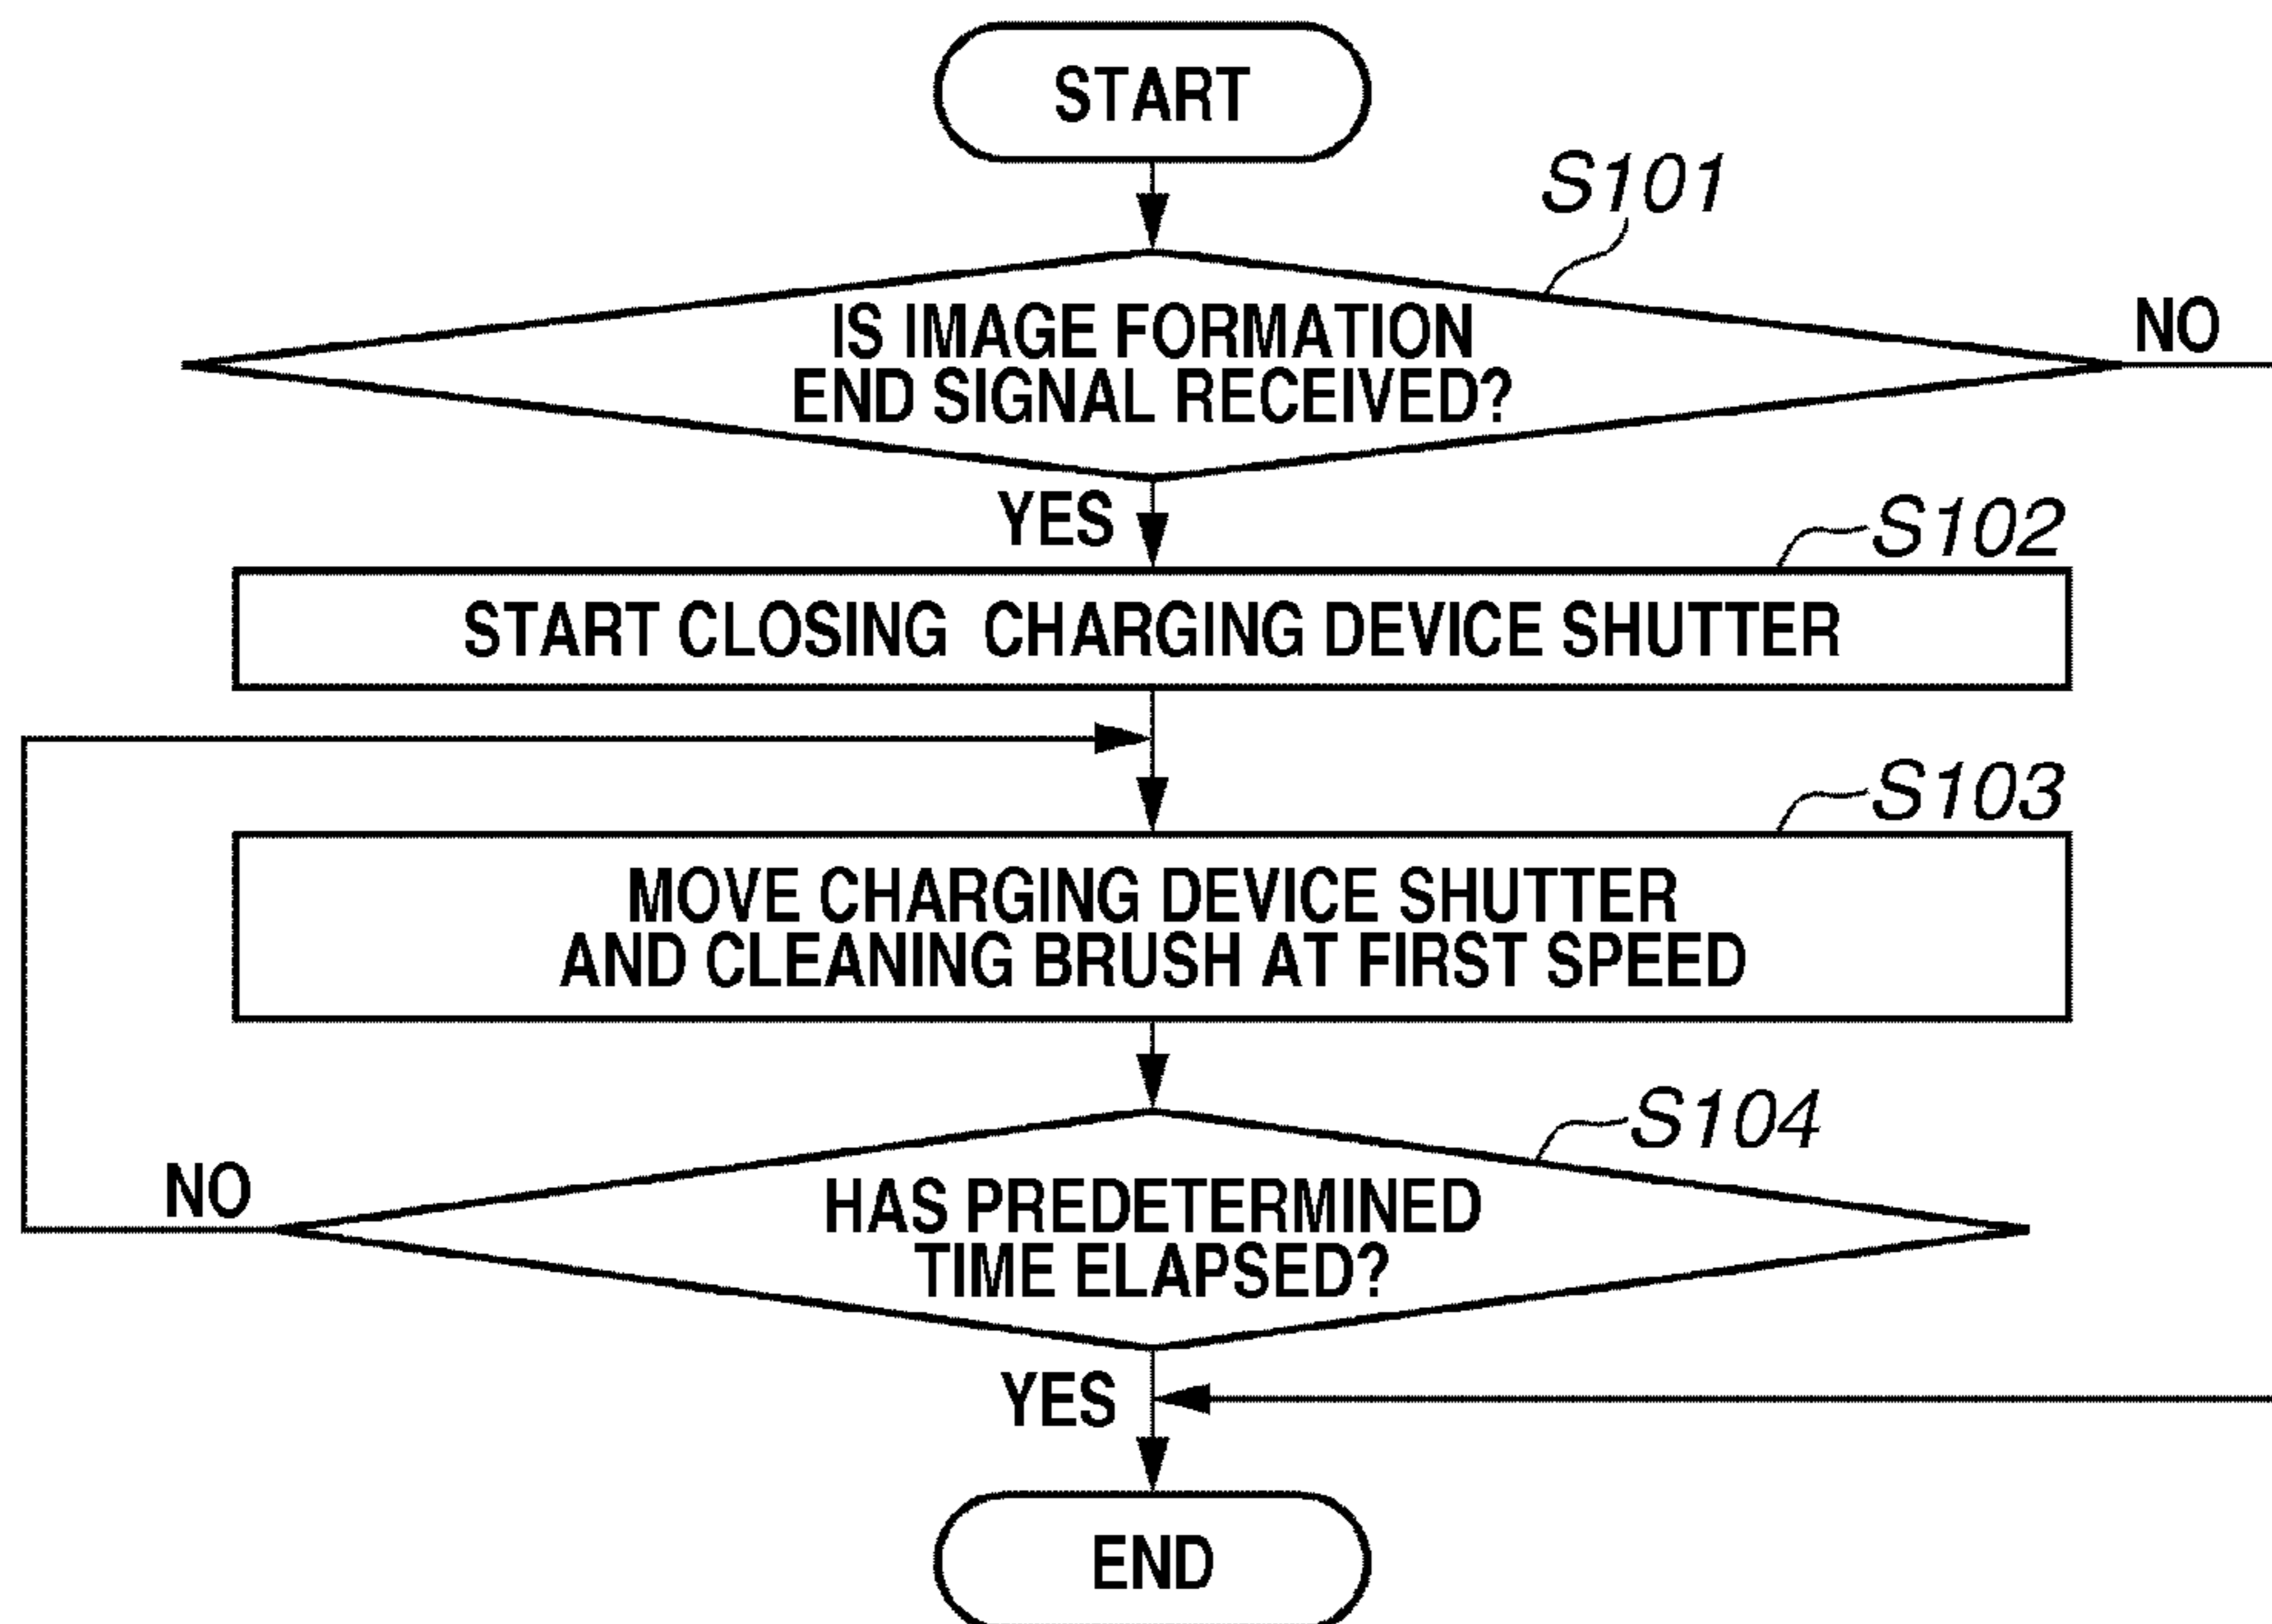 START
S101
IS IMAGE FORMATION
END SIGNAL RECEIVED?
NO
YES
S102
START CLOSING CHARGING DEVICE SHUTTER
S103
MOVE CHARGING DEVICE SHUTTER
AND CLEANING BRUSH AT FIRST SPEED
S104
NO
HAS PREDETERMINED
TIME ELAPSED?
YES
END